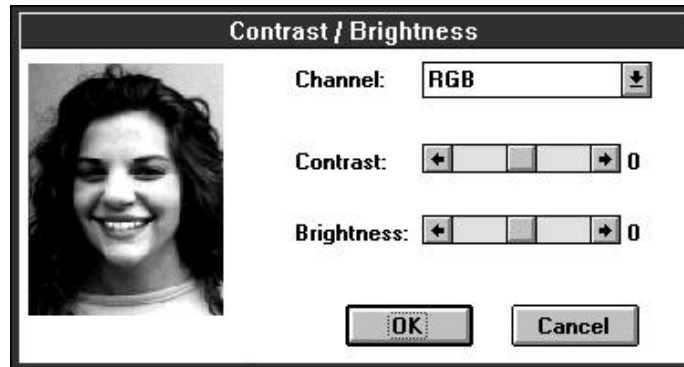 Contrast / Brightness
Channel: RGB
Contrast: 0
Brightness: 0
OK Cancel